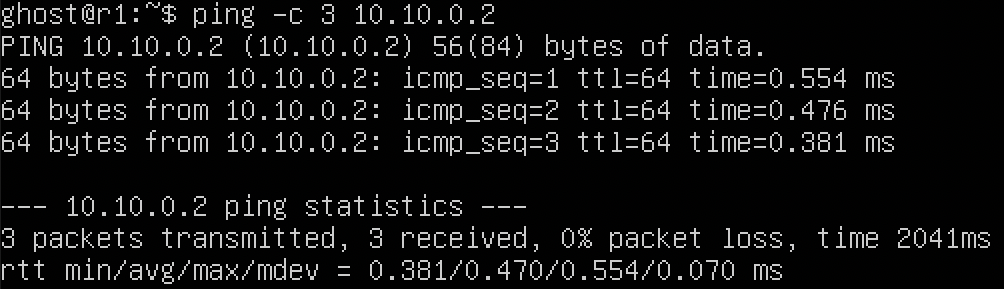 ghost@r1:~$ ping -c 3 10.10.0.2
PING 10.10.0.2 (10.10.0.2) 56(84) bytes of data.
64 bytes from 10.10.0.2: icmp_seq=1 ttl=64 time=0.554 ms
64 bytes from 10.10.0.2: icmp_seq=2 ttl=64 time=0.476 ms
64 bytes from 10.10.0.2: icmp_seq=3 ttl=64 time=0.381 ms
--- 10.10.0.2 ping statistics ---
3 packets transmitted, 3 received, 0% packet loss, time 2041ms
rtt min/avg/max/mdev = 0.381/0.470/0.554/0.070 ms